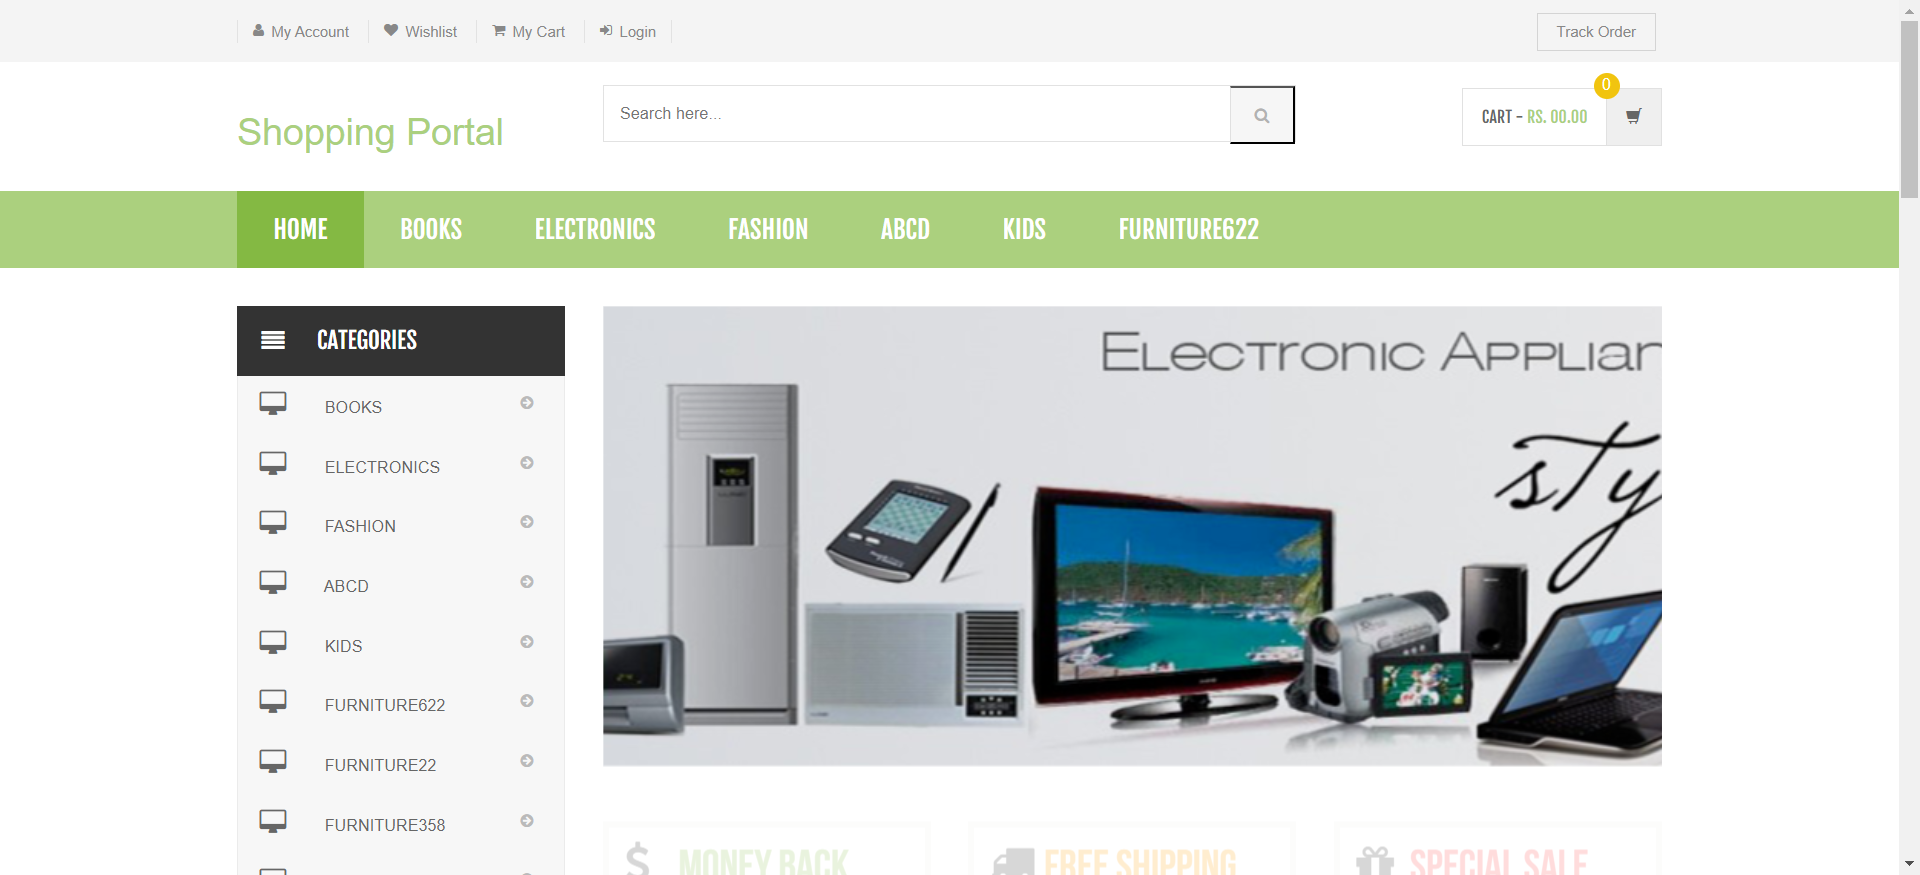 My Account
Wishlist
My Cart
Login
Track Order
Shopping Portal
Search here...
CART - RS. 00.00
0
HOME
BOOKS
ELECTRONICS
FASHION
ABCD
KIDS
FURNITURE622
CATEGORIES
BOOKS
ELECTRONICS
FASHION
ABCD
KIDS
FURNITURE622
FURNITURE22
FURNITURE358
Electronic Applian
sty
MONEY BACK
FREE SHIPPING
SPECIAL SALE